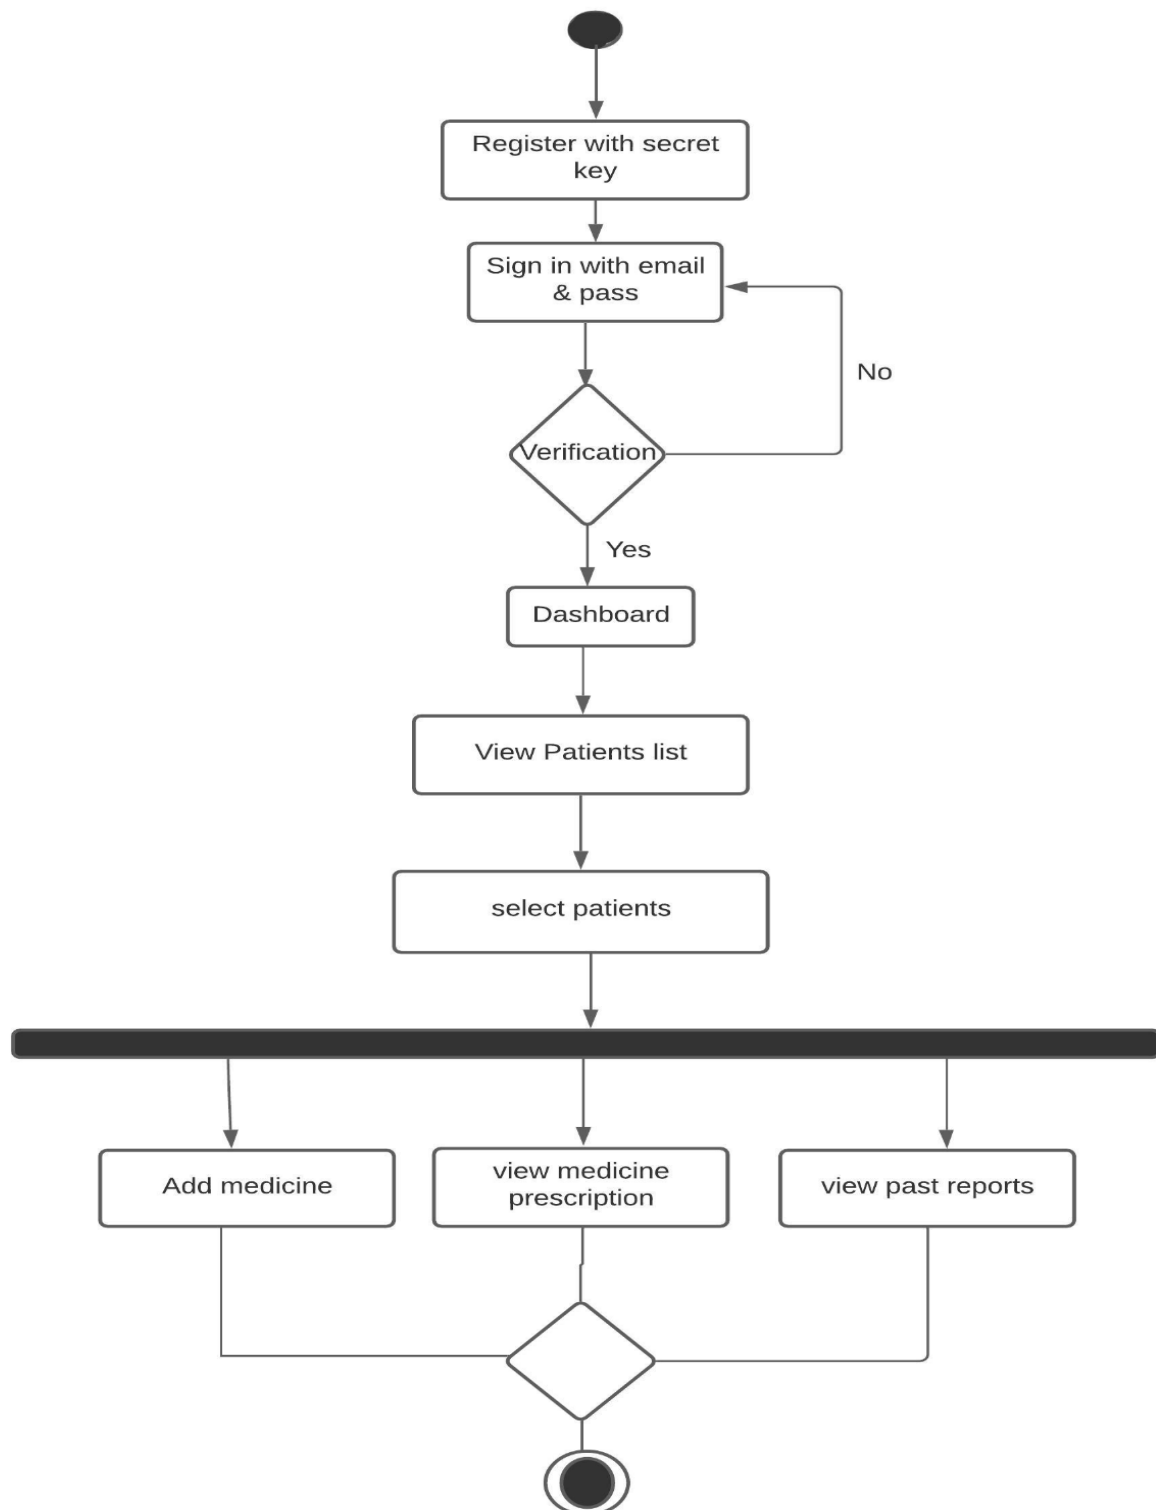 Register with secret
key
Sign in with email
& pass
No
Verification
Yes
Dashboard
View Patients list
select patients
Add medicine
view medicine
prescription
view past reports